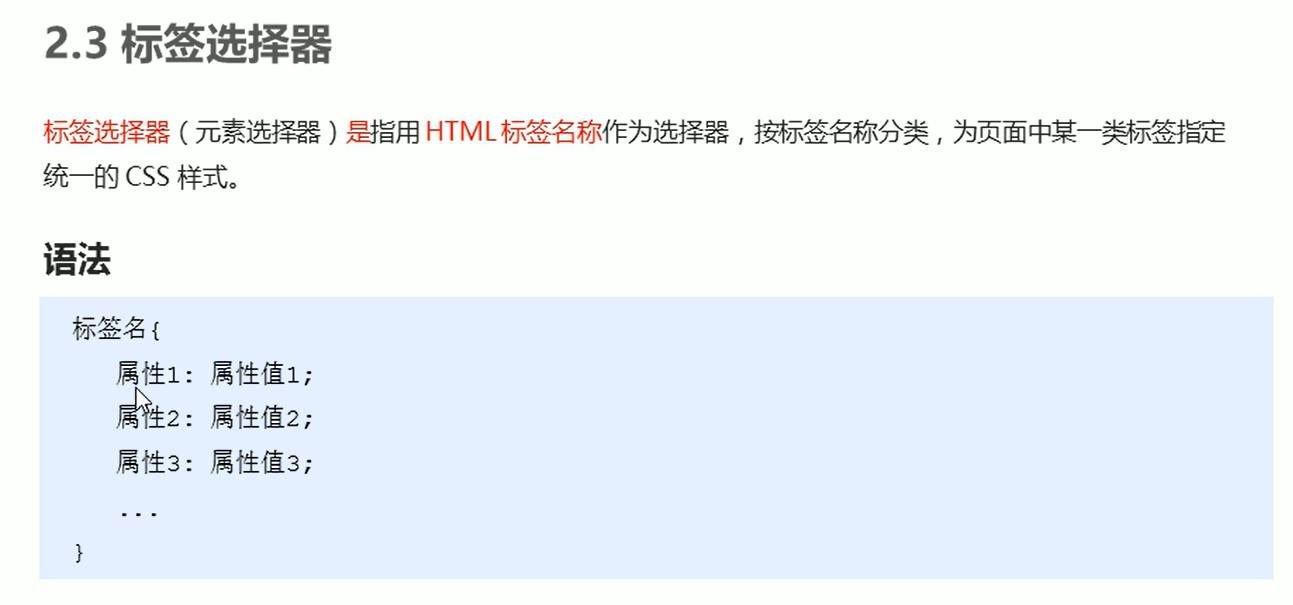 2.3 标签选择器
标签选择器（元素选择器）是指用 HTML 标签名称作为选择器，按标签名称分类，为页面中某一类标签指定
统一的 CSS 样式。
语法
标签名{
属性1: 属性值1;
属性2: 属性值2;
属性3: 属性值3;
...
}